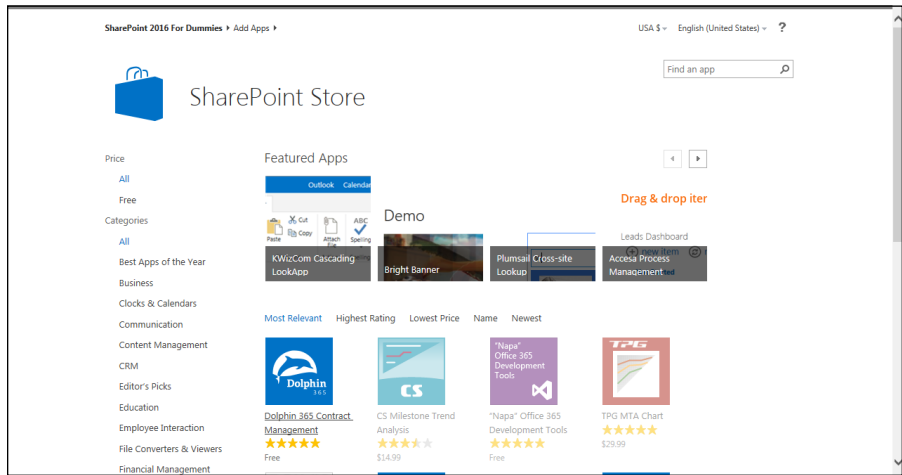 SharePoint 2016 For Dummies ▸ Add Apps ▸
USA $ English (United States) ?
Find an app
SharePoint Store
Price
All
Free
Categories
All
Best Apps of the Year
Business
Clocks & Calendars
Communication
Content Management
CRM
Editor's Picks
Education
Employee Interaction
File Converters & Viewers
Financial Management
Featured Apps
Outlook Calendar
Cut
Copy
Paste
Attach
File
ABC
Spelling
KWizCom Cascading
LookApp
Demo
Bright Banner
Plumsail Cross-site
Lookup
Drag & drop iter
Leads Dashboard
new item
Accesa Process
Management
Most Relevant Highest Rating Lowest Price Name Newest
Dolphin
365
Dolphin 365 Contract
Management
Free
CS
CS Milestone Trend
Analysis
$14.99
"Napa"
Office 365
Development
Tools
"Napa" Office 365
Development Tools
Free
TPG
TPG MTA Chart
$29.99